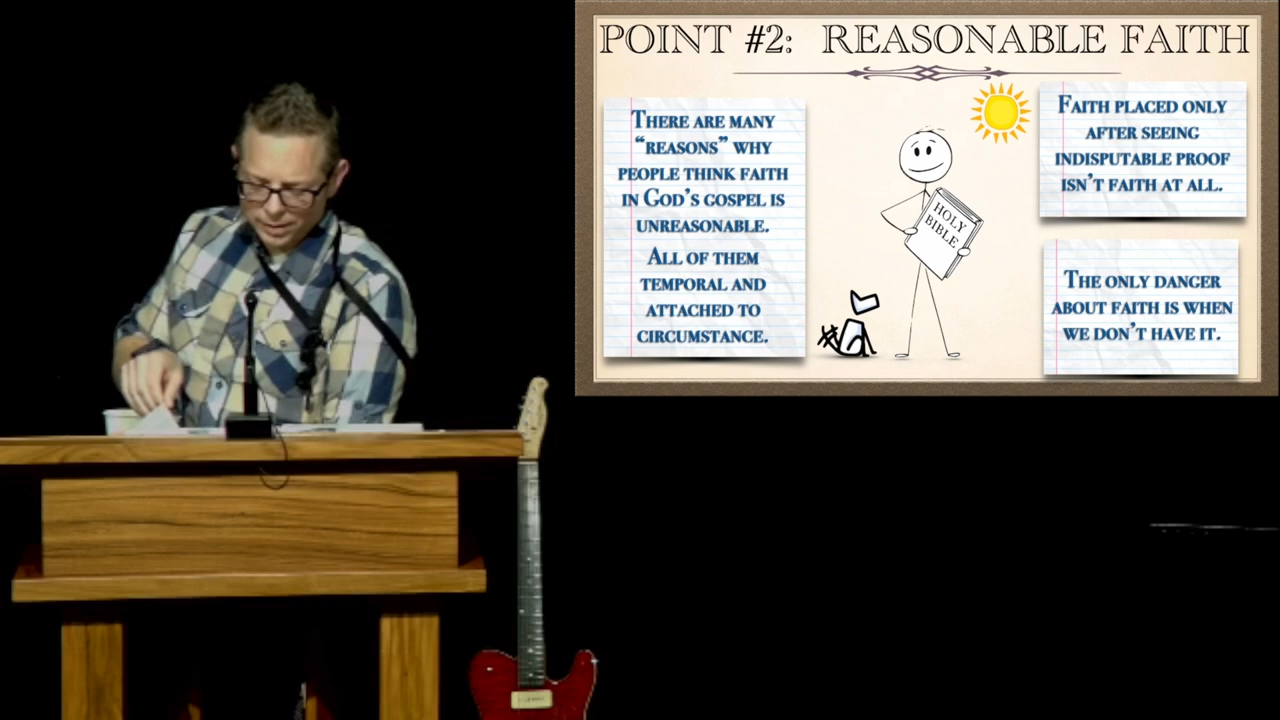 POINT #2: REASONABLE FAITH
There are many
“reasons” why
people think faith
in God’s gospel is
unreasonable.
All of them
temporal and
attached to
circumstance.
HOLY
BIBLE
Faith placed only
after seeing
indisputable proof
isn’t faith at all.
The only danger
about faith is when
we don’t have it.